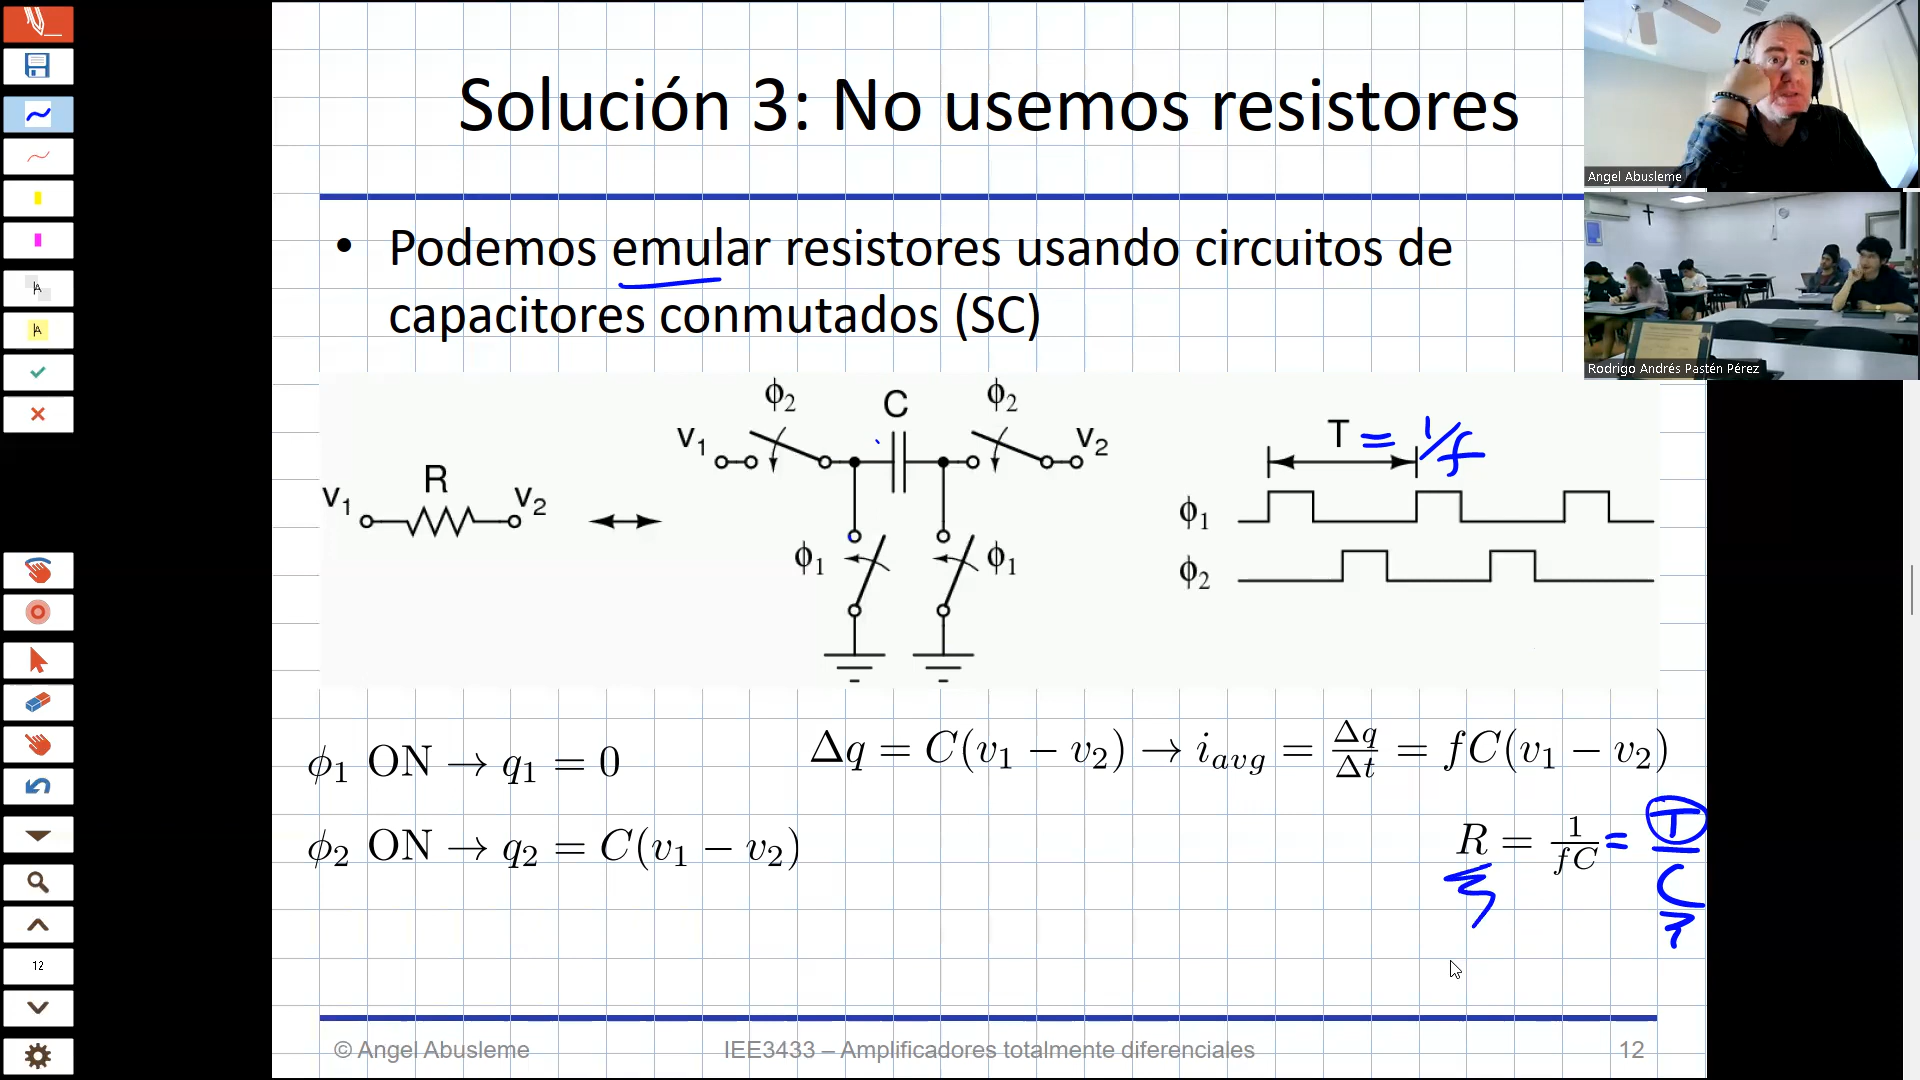 Solución 3: No usemos resistores
Angel Abusleme
• Podemos emular resistores usando circuitos de
capacitores conmutados (SC)
Rodrigo Andrés Pastén Pérez
ϕ2 C ϕ2
V1 V2
T = 1/f
R
V1 V2
ϕ1
ϕ1 ϕ1
ϕ2
ϕ1 ON → q1 = 0
Δq = C(v1 − v2) → iavg = Δq/Δt = fC(v1 − v2)
ϕ2 ON → q2 = C(v1 − v2)
R = 1/fC = T/C
12
© Angel Abusleme
IEE3433 – Amplificadores totalmente diferenciales
12